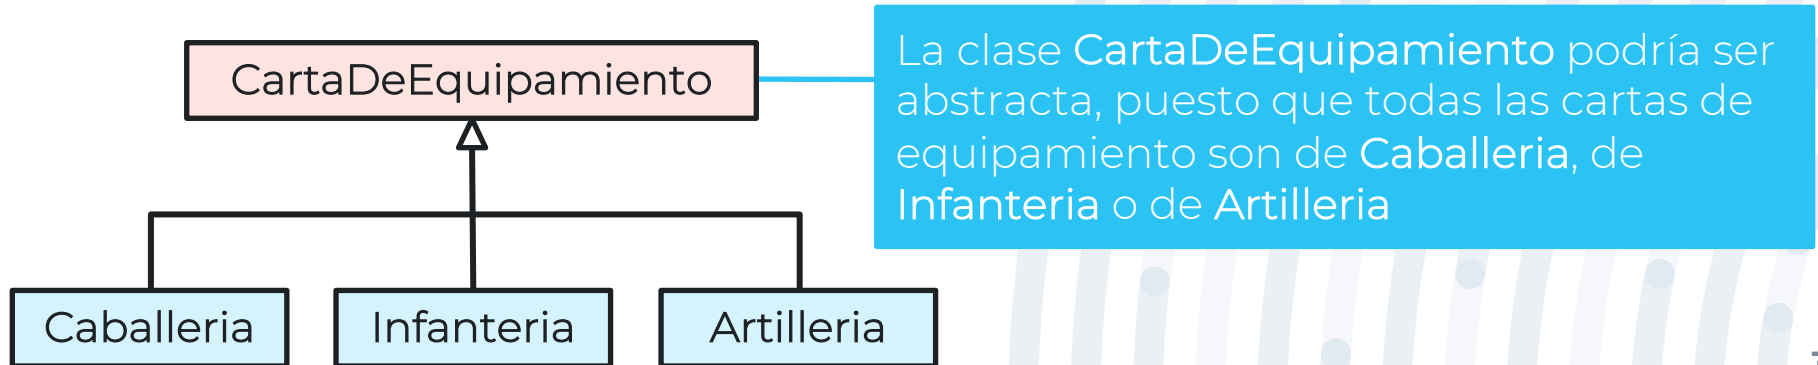 CartaDeEquipamiento
La clase CartaDeEquipamiento podría ser
abstracta, puesto que todas las cartas de
equipamiento son de Caballeria, de
Infanteria o de Artilleria
Caballeria
Infanteria
Artilleria